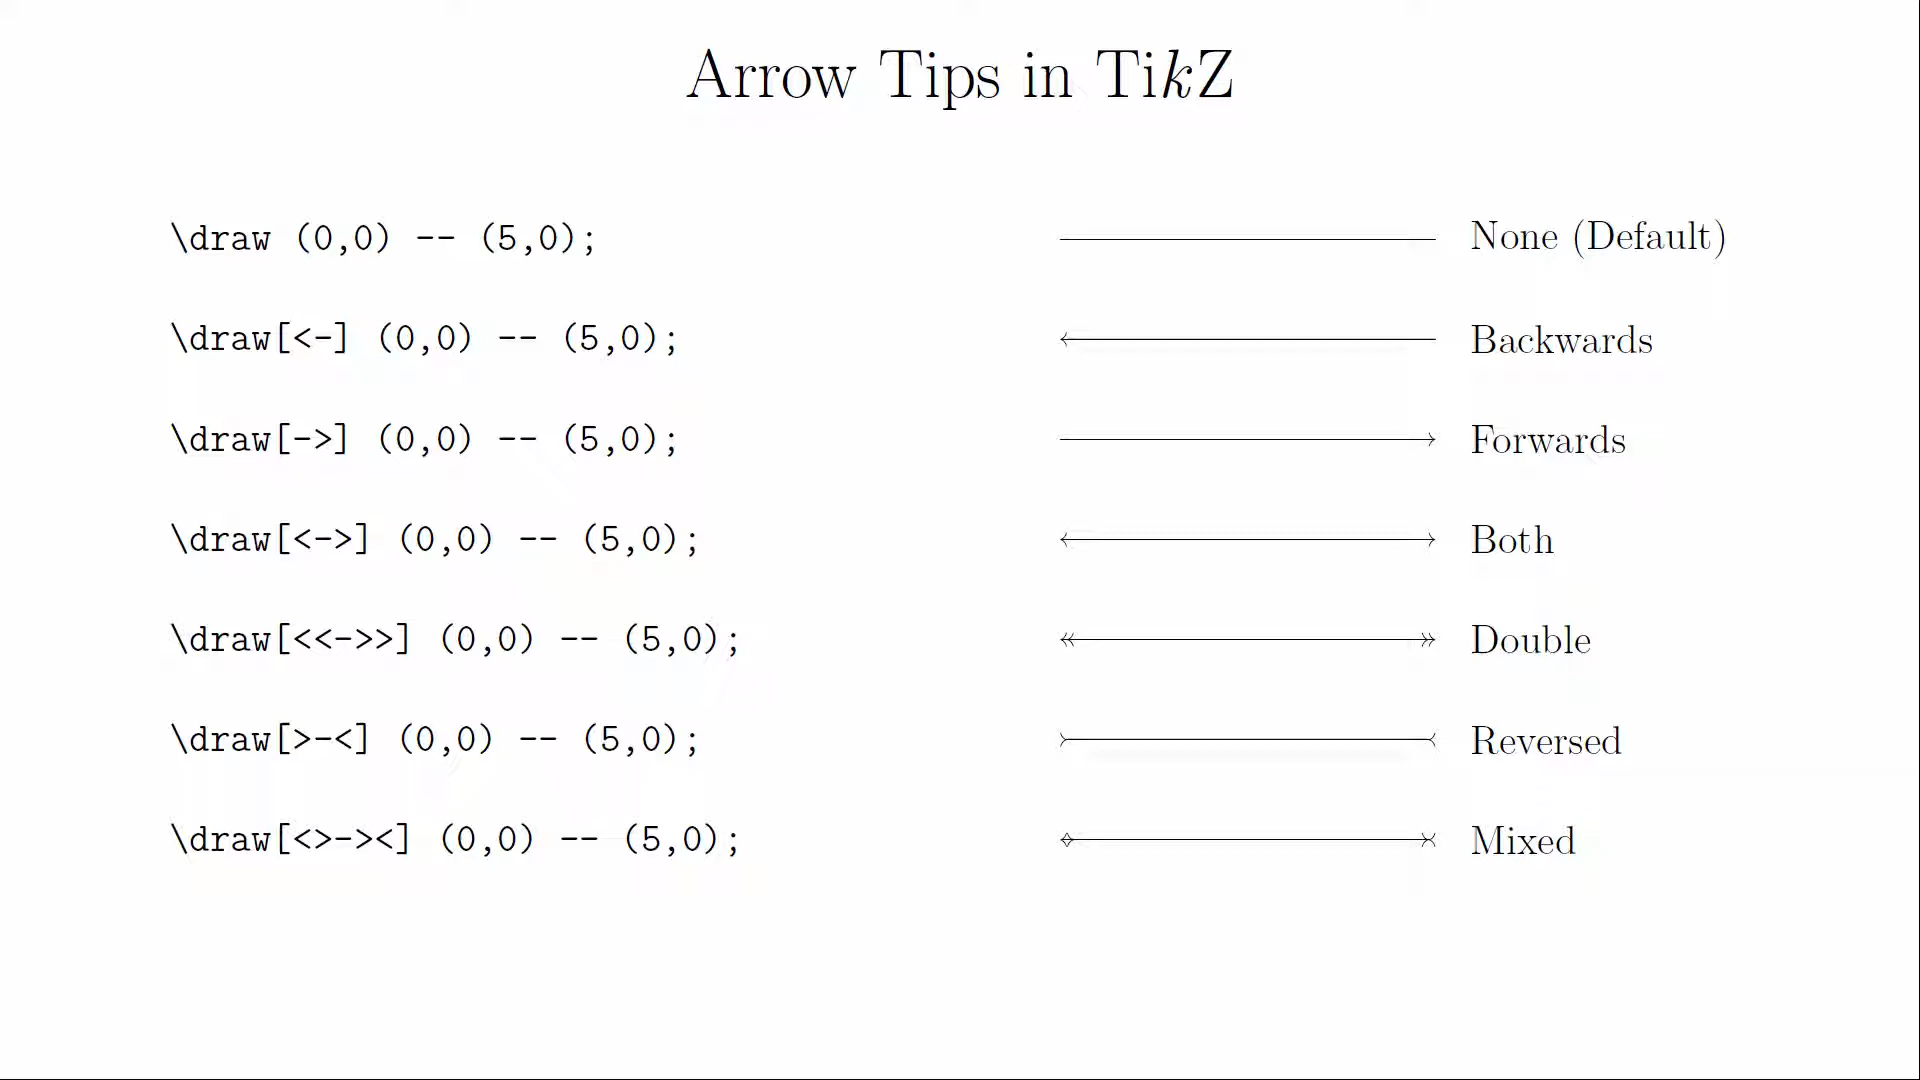 Arrow Tips in TikZ
\draw (0,0) -- (5,0); None (Default)
\draw[<-] (0,0) -- (5,0); Backwards
\draw[->] (0,0) -- (5,0); Forwards
\draw[<->] (0,0) -- (5,0); Both
\draw[<<->>] (0,0) -- (5,0); Double
\draw[>-<] (0,0) -- (5,0); Reversed
\draw[<>-><] (0,0) -- (5,0); Mixed